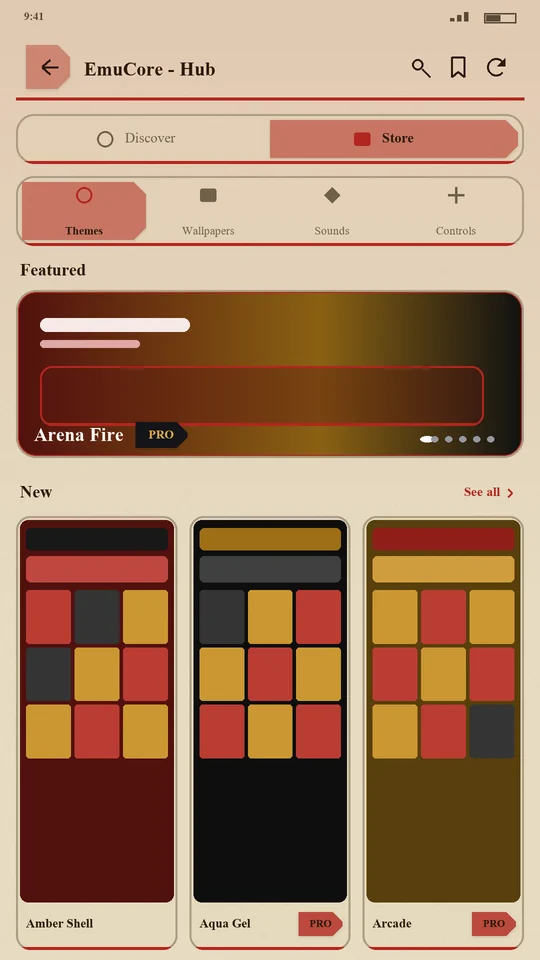 9:41
EmuCore - Hub
Discover
Store
Themes
Wallpapers
Sounds
Controls
Featured
Arena Fire
PRO
New
See all
Amber Shell
Aqua Gel
PRO
Arcade
PRO